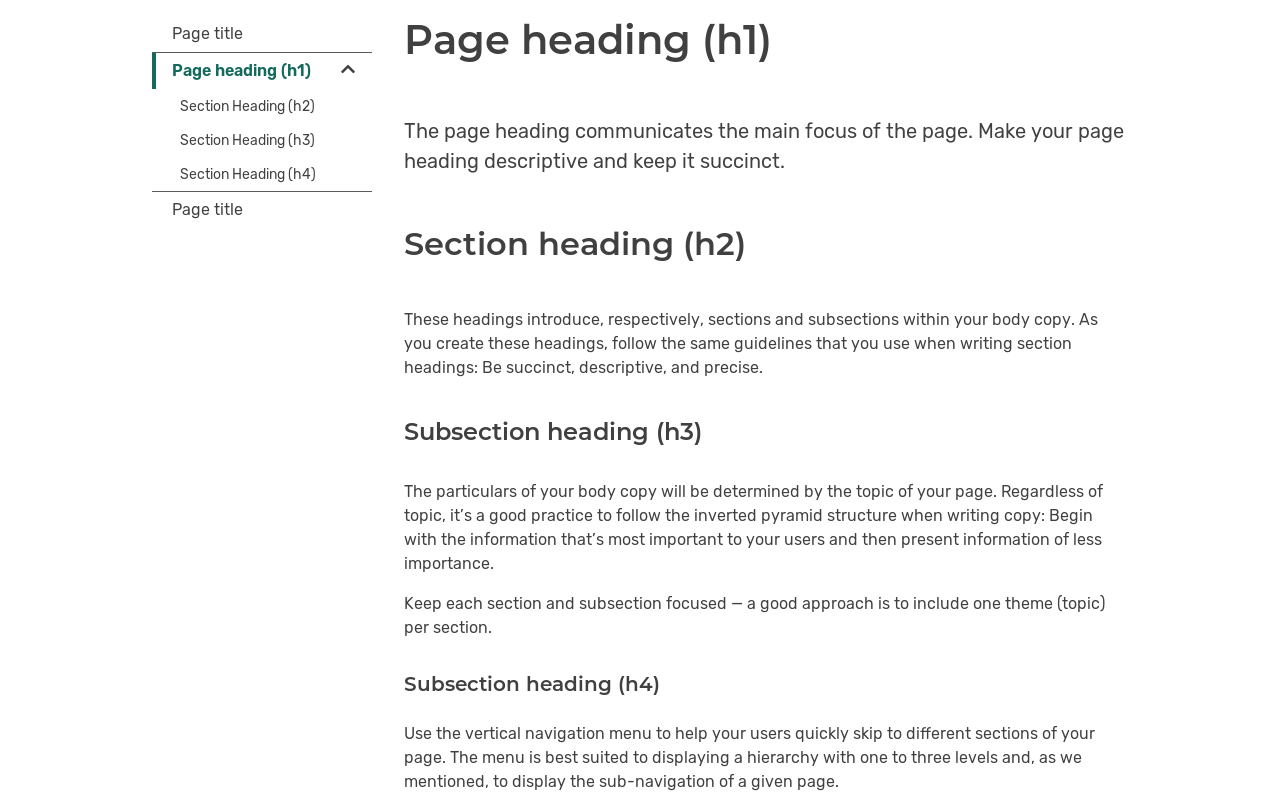 Page title
Page heading (h1)
Section Heading (h2)
Section Heading (h3)
Section Heading (h4)
Page title
Page heading (h1)
The page heading communicates the main focus of the page. Make your page
heading descriptive and keep it succinct.
Section heading (h2)
These headings introduce, respectively, sections and subsections within your body copy. As
you create these headings, follow the same guidelines that you use when writing section
headings: Be succinct, descriptive, and precise.
Subsection heading (h3)
The particulars of your body copy will be determined by the topic of your page. Regardless of
topic, it’s a good practice to follow the inverted pyramid structure when writing copy: Begin
with the information that’s most important to your users and then present information of less
importance.
Keep each section and subsection focused — a good approach is to include one theme (topic)
per section.
Subsection heading (h4)
Use the vertical navigation menu to help your users quickly skip to different sections of your
page. The menu is best suited to displaying a hierarchy with one to three levels and, as we
mentioned, to display the sub-navigation of a given page.